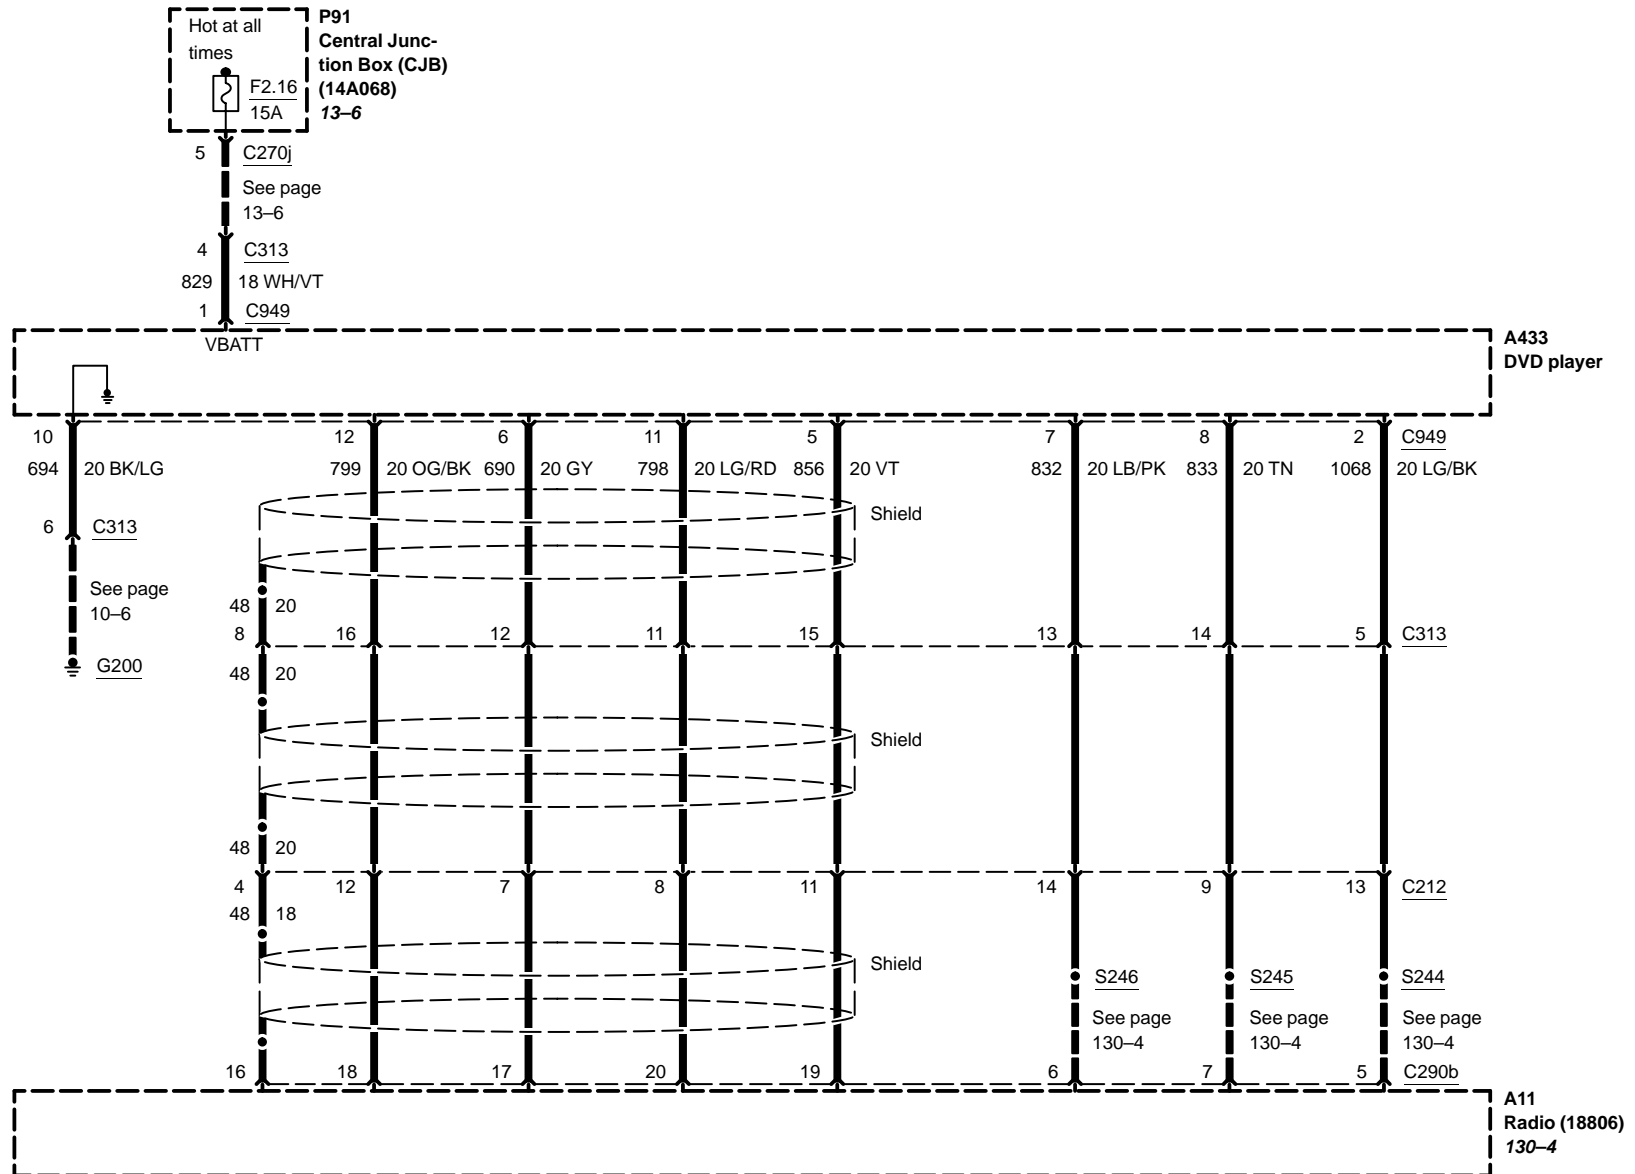 Hot at all
times
F2.16
15A
P91
Central Junc-
tion Box (CJB)
(14A068)
13–6
5 C270j
See page
13–6
4 C313
829 18 WH/VT
1 C949
VBATT
A433
DVD player
10 12 6 11 5 7 8 2 C949
694 20 BK/LG 799 20 OG/BK 690 20 GY 798 20 LG/RD 856 20 VT 832 20 LB/PK 833 20 TN 1068 20 LG/BK
Shield
6 C313
See page
10–6
G200
48 20
8 16 12 11 15 13 14 5 C313
48 20
Shield
48 20
4 12 7 8 11 14 9 13 C212
48 18
Shield
S246 S245 S244
See page See page See page
130–4 130–4 130–4
16 18 17 20 19 6 7 5 C290b
A11
Radio (18806)
130–4